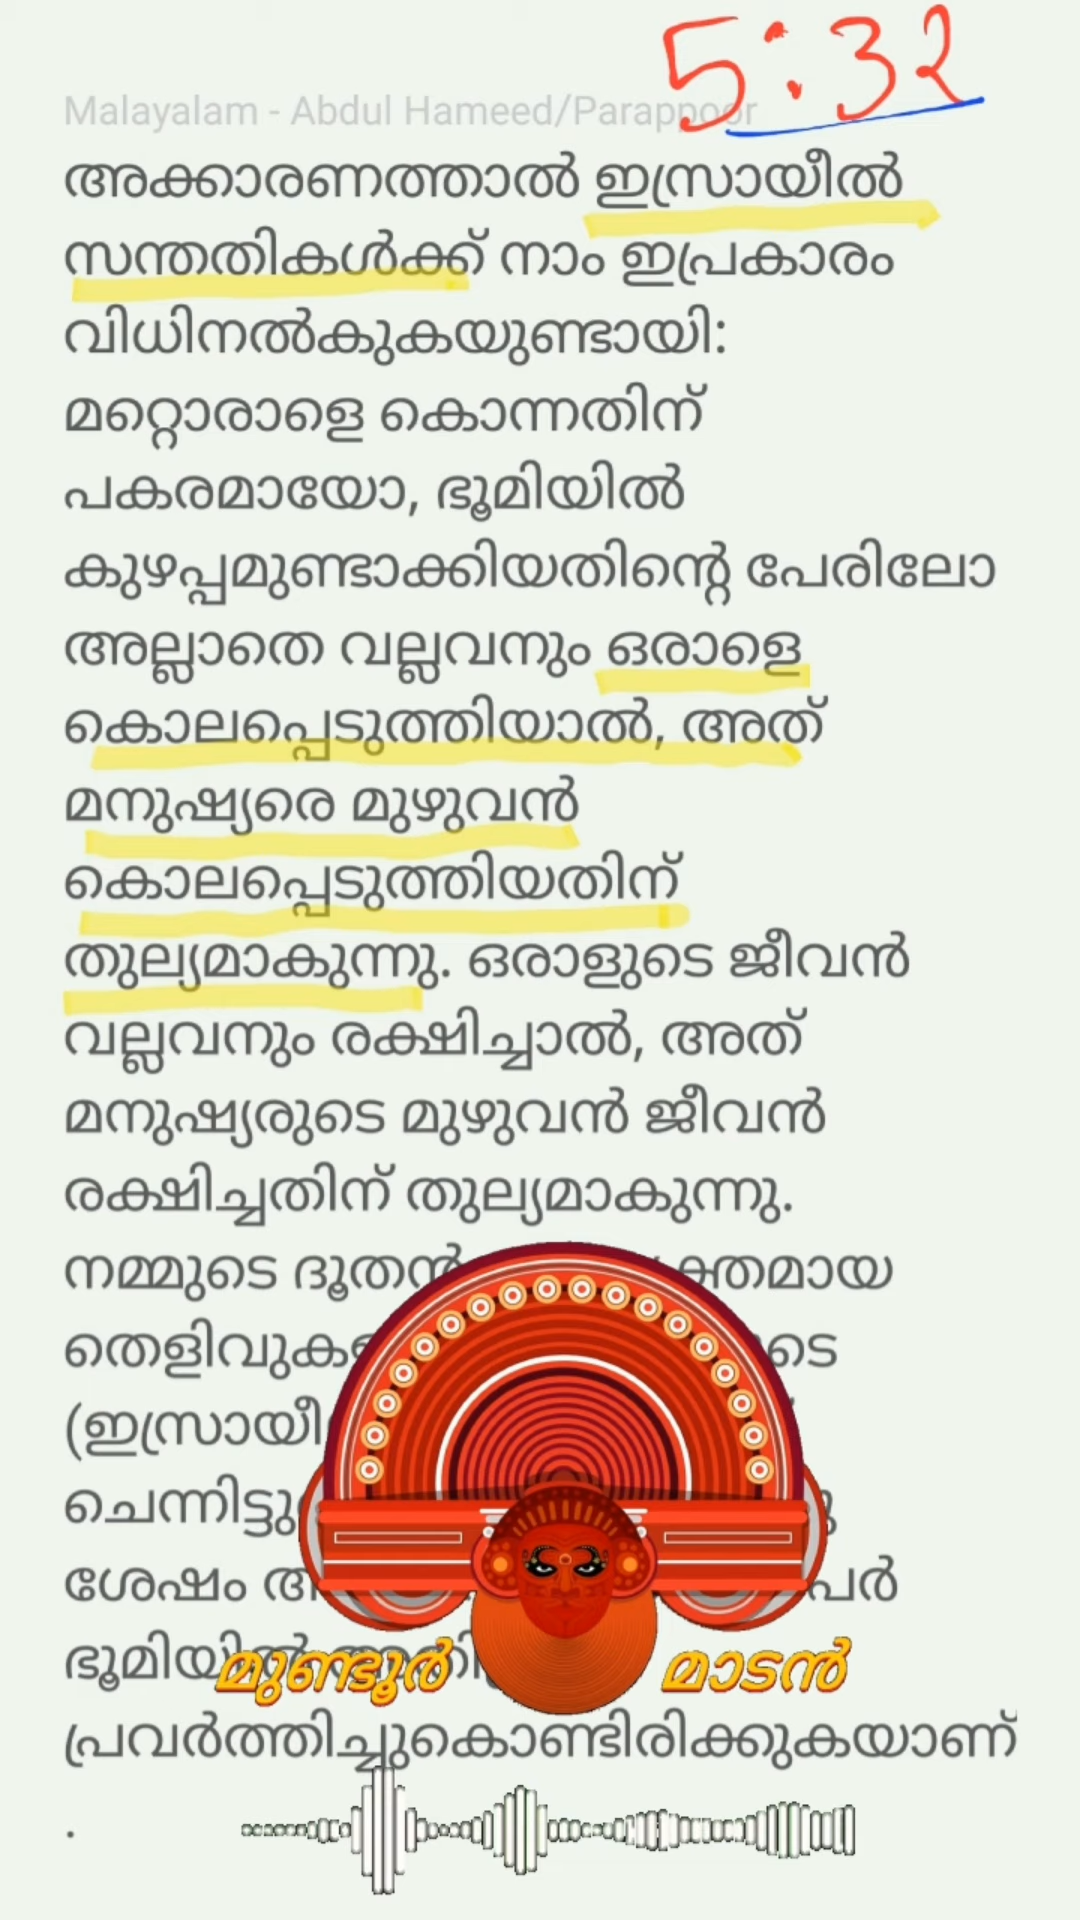 5:32
Malayalam - Abdul Hameed/Parappoor
അക്കാരണത്താൽ ഇസ്രായീൽ
സന്തതികൾക്ക് നാം ഇപ്രകാരം
വിധിനൽകുകയുണ്ടായി:
മറ്റൊരാളെ കൊന്നതിന്
പകരമായോ, ഭൂമിയിൽ
കുഴപ്പമുണ്ടാക്കിയതിന്റെ പേരിലോ
അല്ലാതെ വല്ലവനും ഒരാളെ
കൊലപ്പെടുത്തിയാൽ, അത്
മനുഷ്യരെ മുഴുവൻ
കൊലപ്പെടുത്തിയതിന്
തുല്യമാകുന്നു. ഒരാളുടെ ജീവൻ
വല്ലവനും രക്ഷിച്ചാൽ, അത്
മനുഷ്യരുടെ മുഴുവൻ ജീവൻ
രക്ഷിച്ചതിന് തുല്യമാകുന്നു.
നമ്മുടെ ദൂതൻ
ശേഷം
ഭൂമിയിൽ
മുണ്ടൂർ മാടൻ
പ്രവർത്തിച്ചുകൊണ്ടിരിക്കുകയാണ്
.